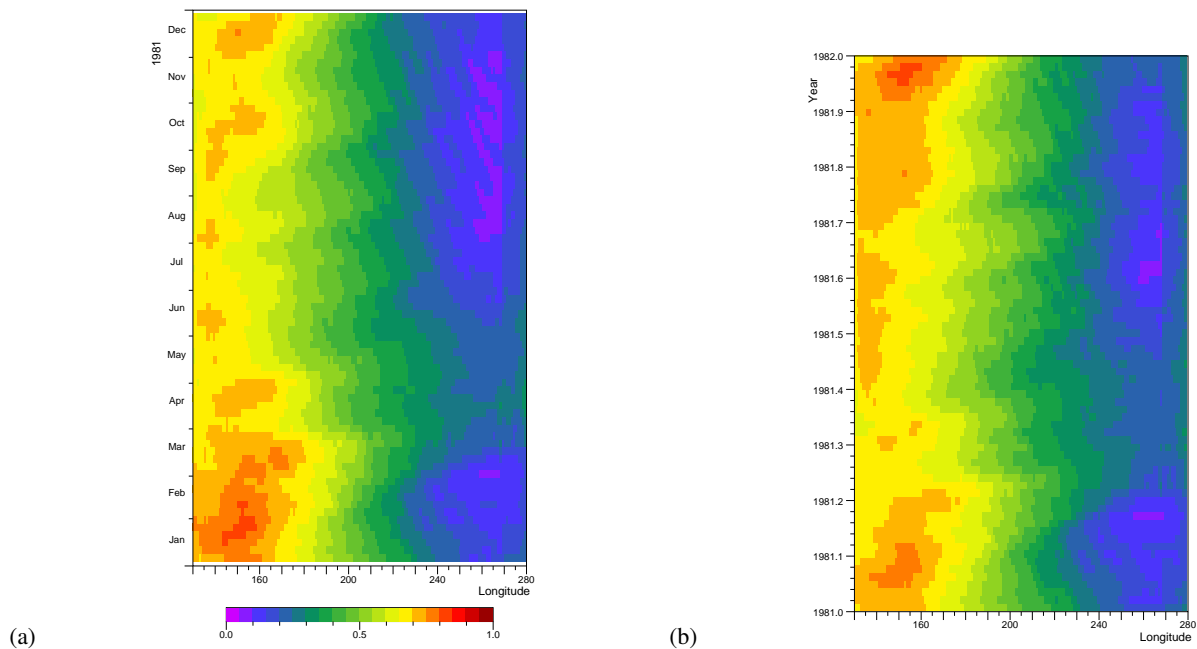 1981
Dec
Nov
Oct
Sep
Aug
Jul
Jun
May
Apr
Mar
Feb
Jan
160 200 240 280
Longitude
0.0 0.5 1.0
(a)
Year
1982.0
1981.9
1981.8
1981.7
1981.6
1981.5
1981.4
1981.3
1981.2
1981.1
1981.0
160 200 240 280
Longitude
(b)